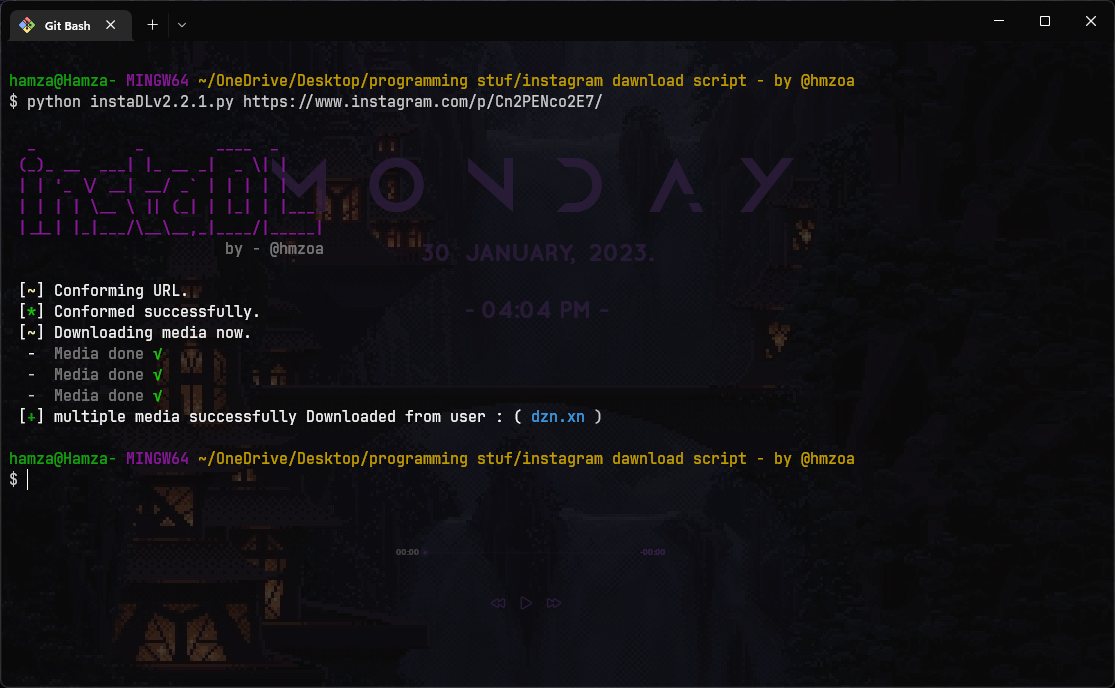 Git Bash
hamza@Hamza- MINGW64 ~/OneDrive/Desktop/programming stuf/instagram dawnload script - by @hmzoa
$ python instaDLv2.2.1.py https://www.instagram.com/p/Cn2PENco2E7/
instaDL
MONDAY
by - @hmzoa
30 JANUARY, 2023.
[~] Conforming URL.
[*] Conformed successfully.
- 04:04 PM -
[~] Downloading media now.
- Media done √
- Media done √
- Media done √
[+] multiple media successfully Downloaded from user : ( dzn.xn )
hamza@Hamza- MINGW64 ~/OneDrive/Desktop/programming stuf/instagram dawnload script - by @hmzoa
$
00:00 -00:00